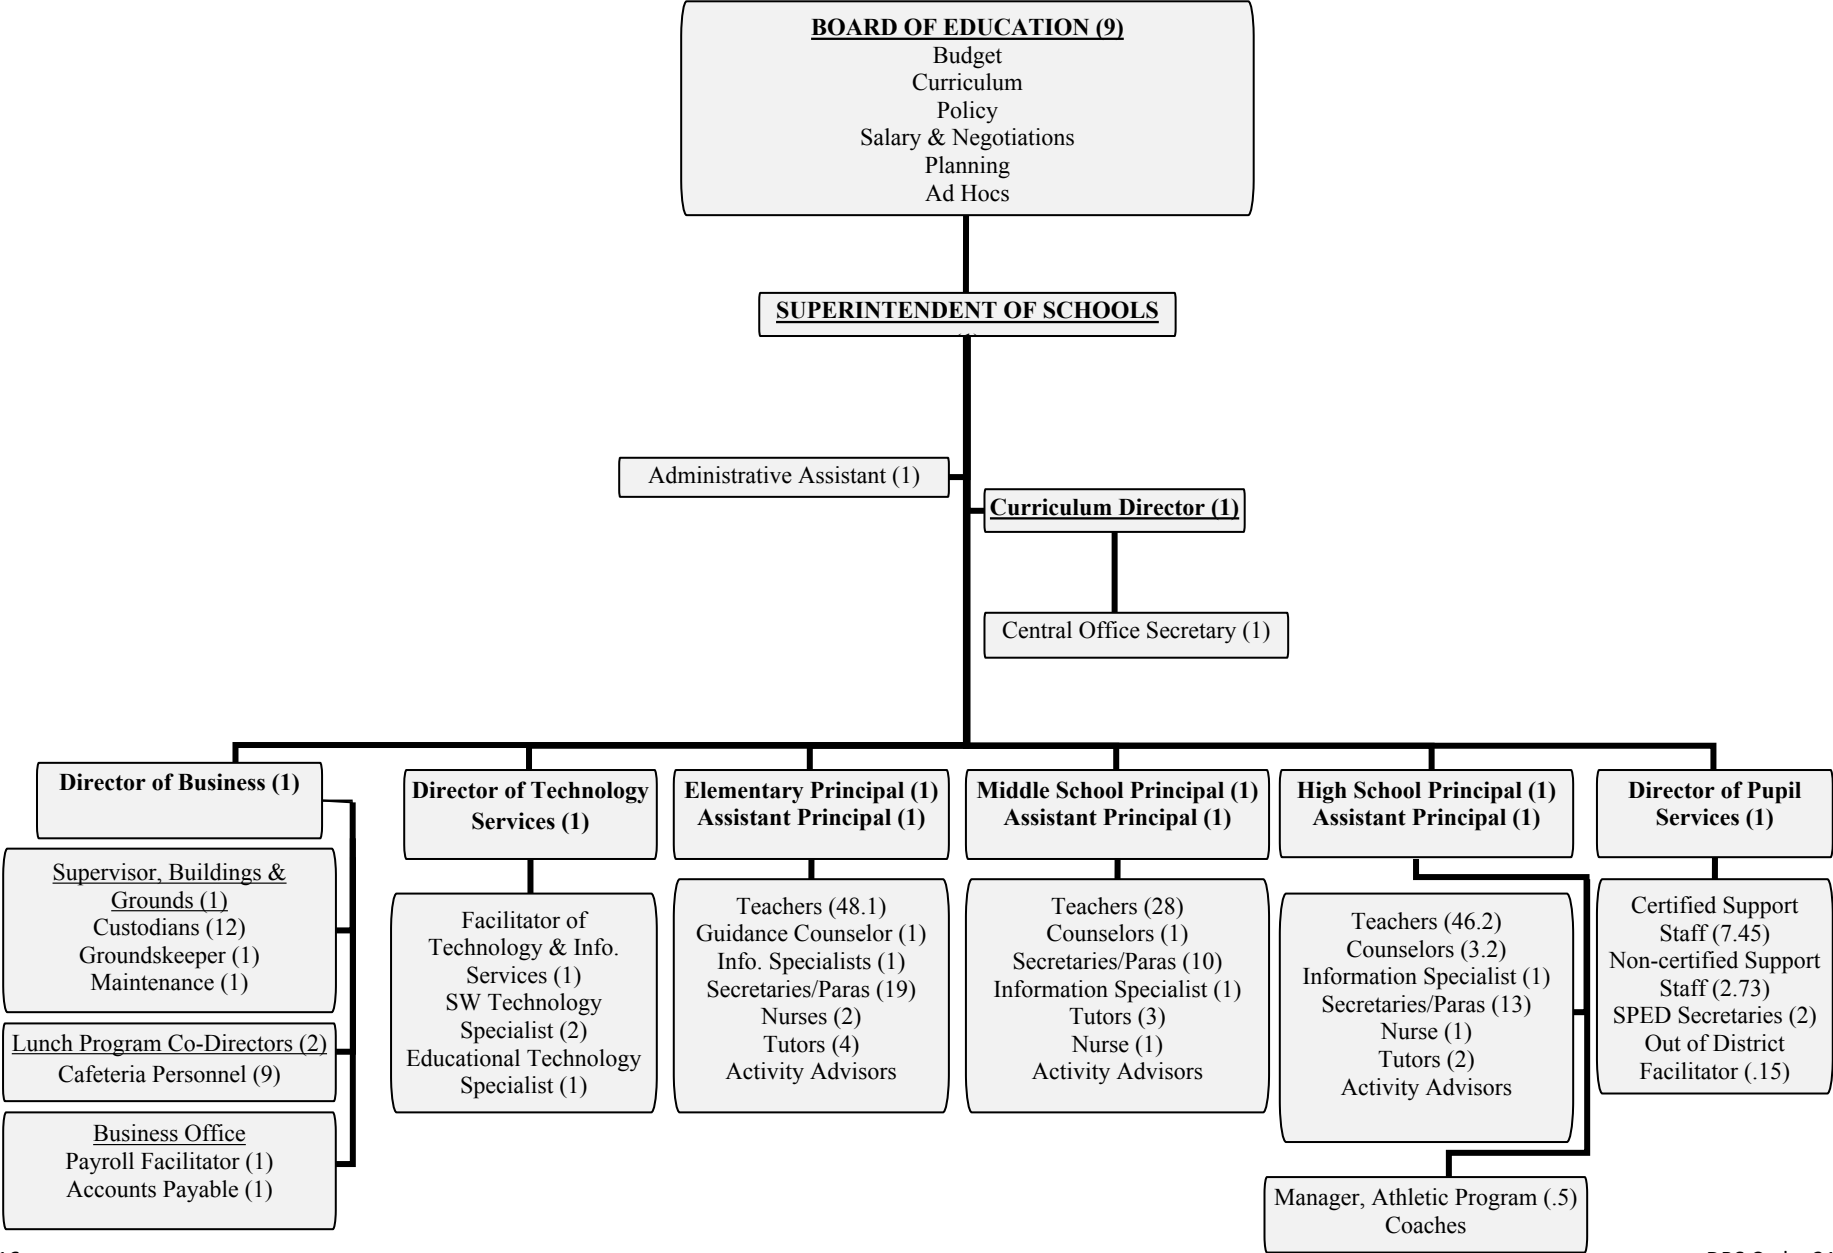 BOARD OF EDUCATION (9)
Budget
Curriculum
Policy
Salary & Negotiations
Planning
Ad Hocs
SUPERINTENDENT OF SCHOOLS
Administrative Assistant (1)
Curriculum Director (1)
Central Office Secretary (1)
Director of Business (1)
Supervisor, Buildings &
Grounds (1)
Custodians (12)
Groundskeeper (1)
Maintenance (1)
Lunch Program Co-Directors (2)
Cafeteria Personnel (9)
Business Office
Payroll Facilitator (1)
Accounts Payable (1)
Director of Technology
Services (1)
Facilitator of
Technology & Info.
Services (1)
SW Technology
Specialist (2)
Educational Technology
Specialist (1)
Elementary Principal (1)
Assistant Principal (1)
Teachers (48.1)
Guidance Counselor (1)
Info. Specialists (1)
Secretaries/Paras (19)
Nurses (2)
Tutors (4)
Activity Advisors
Middle School Principal (1)
Assistant Principal (1)
Teachers (28)
Counselors (1)
Secretaries/Paras (10)
Information Specialist (1)
Tutors (3)
Nurse (1)
Activity Advisors
High School Principal (1)
Assistant Principal (1)
Teachers (46.2)
Counselors (3.2)
Information Specialist (1)
Secretaries/Paras (13)
Nurse (1)
Tutors (2)
Activity Advisors
Manager, Athletic Program (.5)
Coaches
Director of Pupil
Services (1)
Certified Support
Staff (7.45)
Non-certified Support
Staff (2.73)
SPED Secretaries (2)
Out of District
Facilitator (.15)